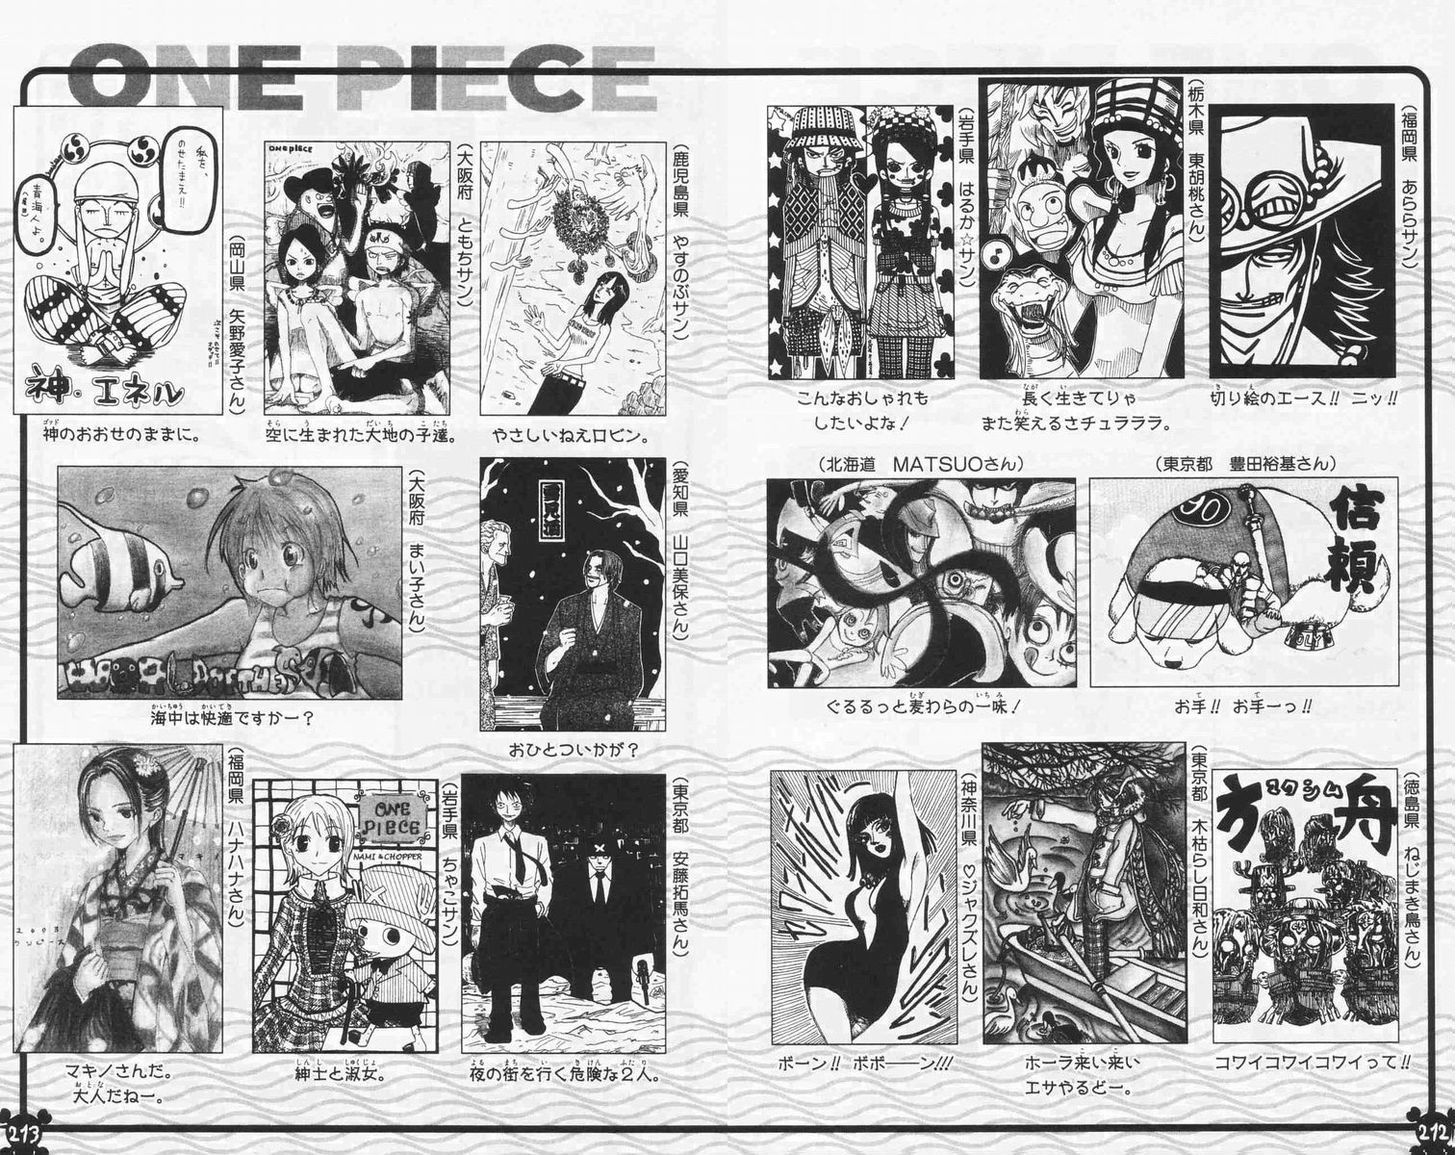 ONE PIECE
(福岡県 あららサン)
切り絵のエース!! ニッ!!
(栃木県 東胡桃さん)
長く生きてりゃ
また笑えるさチュラララ。
(岩手県 はるか☆サン)
こんなおしゃれも
したいよな!
(東京都 豊田裕基さん)
信頼
90
お手!! お手ーっ!!
(北海道 MATSUOさん)
ぐるるっと麦わらの一味!
(徳島県 ねじまき鳥さん)
方舟
マクシム
コワイコワイコワイって!!
(東京都 木枯らし日和さん)
ホーラ来い来い
エサやるどー。
(神奈川県 ♡ジャクズレさん)
ボーン!! ボボ――ン!!!
212
(鹿児島県 やすのぶサン)
やさしいねえロビン。
(大阪府 ともちサン)
ONE PIECE
空に生まれた大地の子達。
(岡山県 矢野愛子さん)
私を、
のせたまえ!!
青海人よ。
神・エネル
神のおおせのままに。
(愛知県 山口美保さん)
雪見酒
おひとついかが?
(大阪府 まい子さん)
海中は快適ですかー?
(東京都 安藤拓馬さん)
夜の街を行く危険な2人。
(岩手県 ちゃこサン)
ONE
PIECE
NAMI & CHOPPER
紳士と淑女。
(福岡県 ハナハナさん)
マキノ
2003
ワンピース
マキノさんだ。
大人だねー。
213